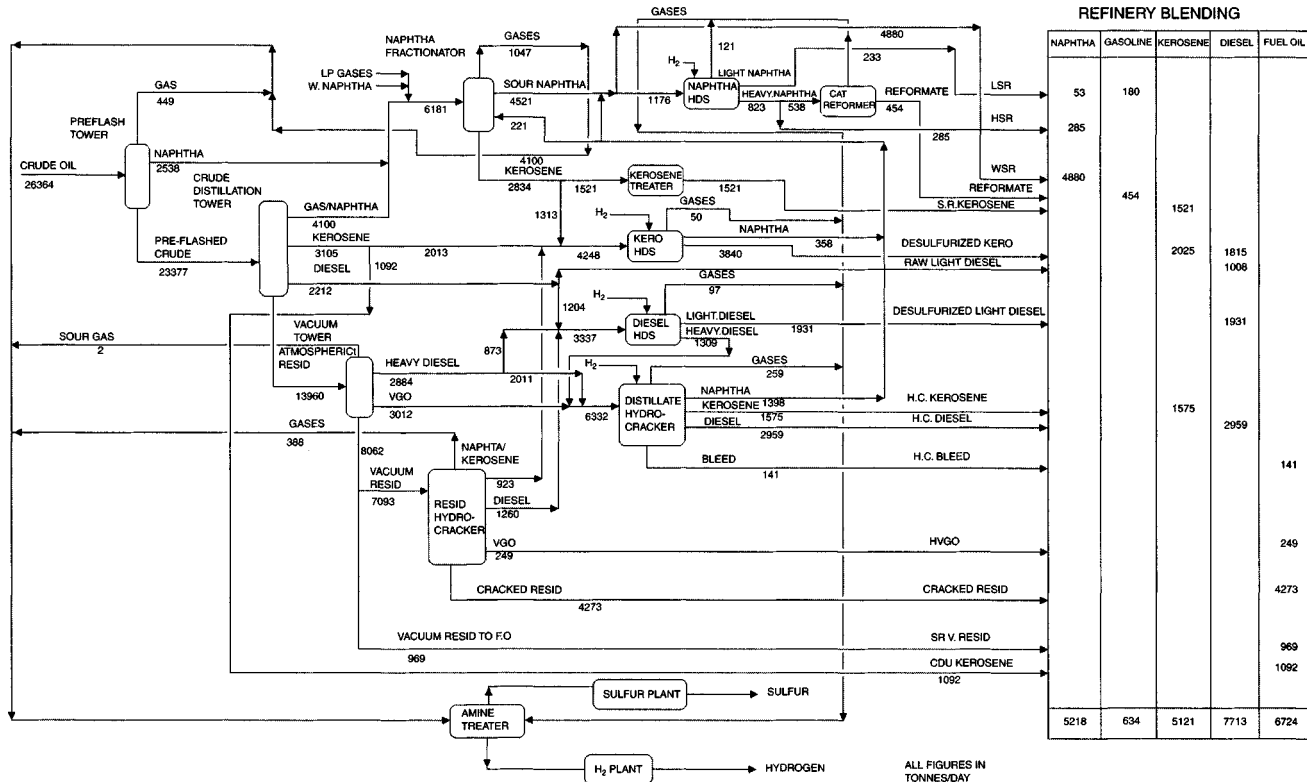 REFINERY BLENDING
NAPHTHA GASOLINE KEROSENE DIESEL FUEL OIL
GASES
4880
NAPHTHA
FRACTIONATOR
GASES
1047
121
233
H2
LIGHT NAPHTHA
LP GASES
W. NAPHTHA
GAS
449
6181
SOUR NAPHTHA
4521
1176
NAPHTHA
HDS
HEAVY.NAPHTHA
823
538
CAT
REFORMER
REFORMATE
454
LSR
53
180
PREFLASH
TOWER
221
285
HSR
285
CRUDE OIL
26364
NAPHTHA
2538
4100
KEROSENE
2834
1521
KEROSENE
TREATER
1521
WSR
4880
REFORMATE
454
S.R.KEROSENE
1521
CRUDE
DISTILLATION
TOWER
GAS/NAPHTHA
4100
1313
H2
GASES
50
NAPHTHA
358
PRE-FLASHED
CRUDE
23377
KEROSENE
3105
2013
4248
KERO
HDS
3840
DESULFURIZED KERO
2025
1815
RAW LIGHT DIESEL
1008
DIESEL
2212
1092
1204
H2
GASES
97
DIESEL
HDS
LIGHT.DIESEL
1931
DESULFURIZED LIGHT DIESEL
1931
HEAVY.DIESEL
1309
3337
873
SOUR GAS
2
VACUUM
TOWER
ATMOSPHERICt
RESID
13960
HEAVY DIESEL
2884
2011
VGO
3012
H2
6332
GASES
259
DISTILLATE
HYDRO-
CRACKER
NAPHTHA
1398
KEROSENE
1575
H.C. KEROSENE
1575
DIESEL
2959
H.C. DIESEL
2959
BLEED
141
H.C. BLEED
141
GASES
388
8062
NAPHTA/
KEROSENE
923
VACUUM
RESID
7093
RESID
HYDRO-
CRACKER
DIESEL
1260
VGO
249
HVGO
249
CRACKED RESID
4273
CRACKED RESID
4273
VACUUM RESID TO F.O
969
SR V. RESID
969
CDU KEROSENE
1092
1092
SULFUR PLANT
SULFUR
AMINE
TREATER
H2 PLANT
HYDROGEN
5218 634 5121 7713 6724
ALL FIGURES IN
TONNES/DAY